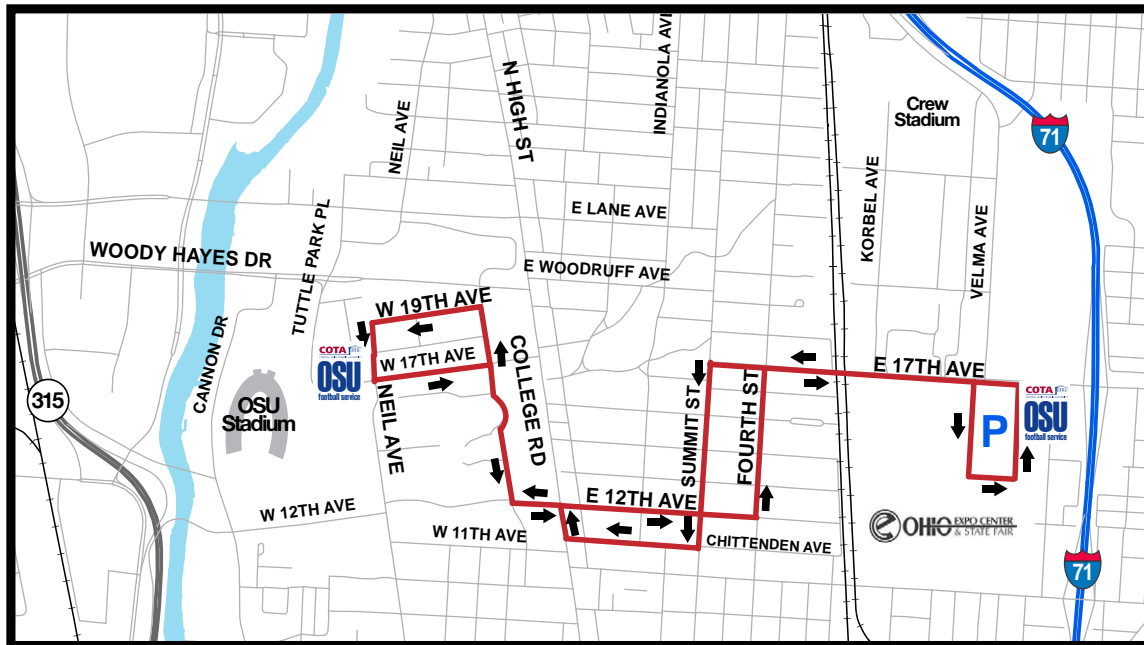 N HIGH ST
INDIANOLA AVE
Crew
Stadium
71
NEIL AVE
KORBEL AVE
E LANE AVE
TUTTLE PARK PL
VELMA AVE
WOODY HAYES DR
E WOODRUFF AVE
W 19TH AVE
CANNON DR
COTA
OSU
football service
W 17TH AVE
COLLEGE RD
E 17TH AVE
315
OSU
Stadium
NEIL AVE
SUMMIT ST
FOURTH ST
P
COTA
OSU
football service
E 12TH AVE
W 12TH AVE
W 11TH AVE
CHITTENDEN AVE
e OHIO EXPO CENTER
& STATE FAIR
71